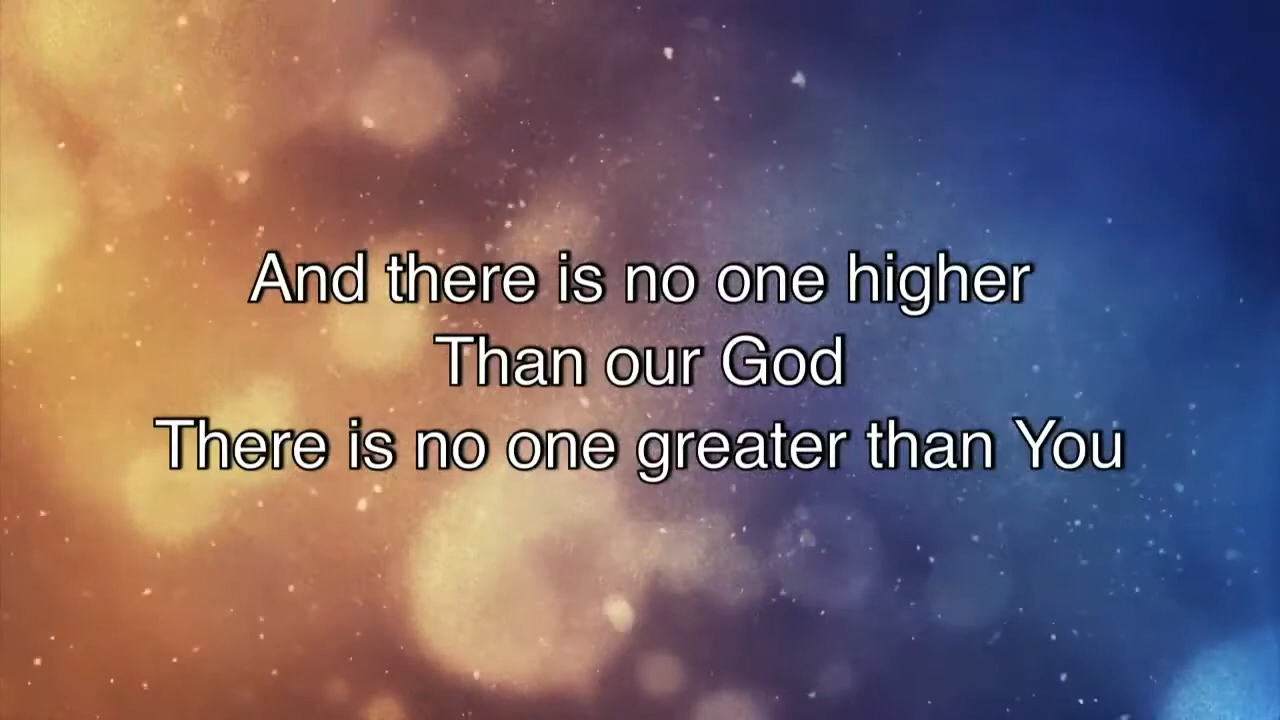 And there is no one higher
Than our God
There is no one greater than You